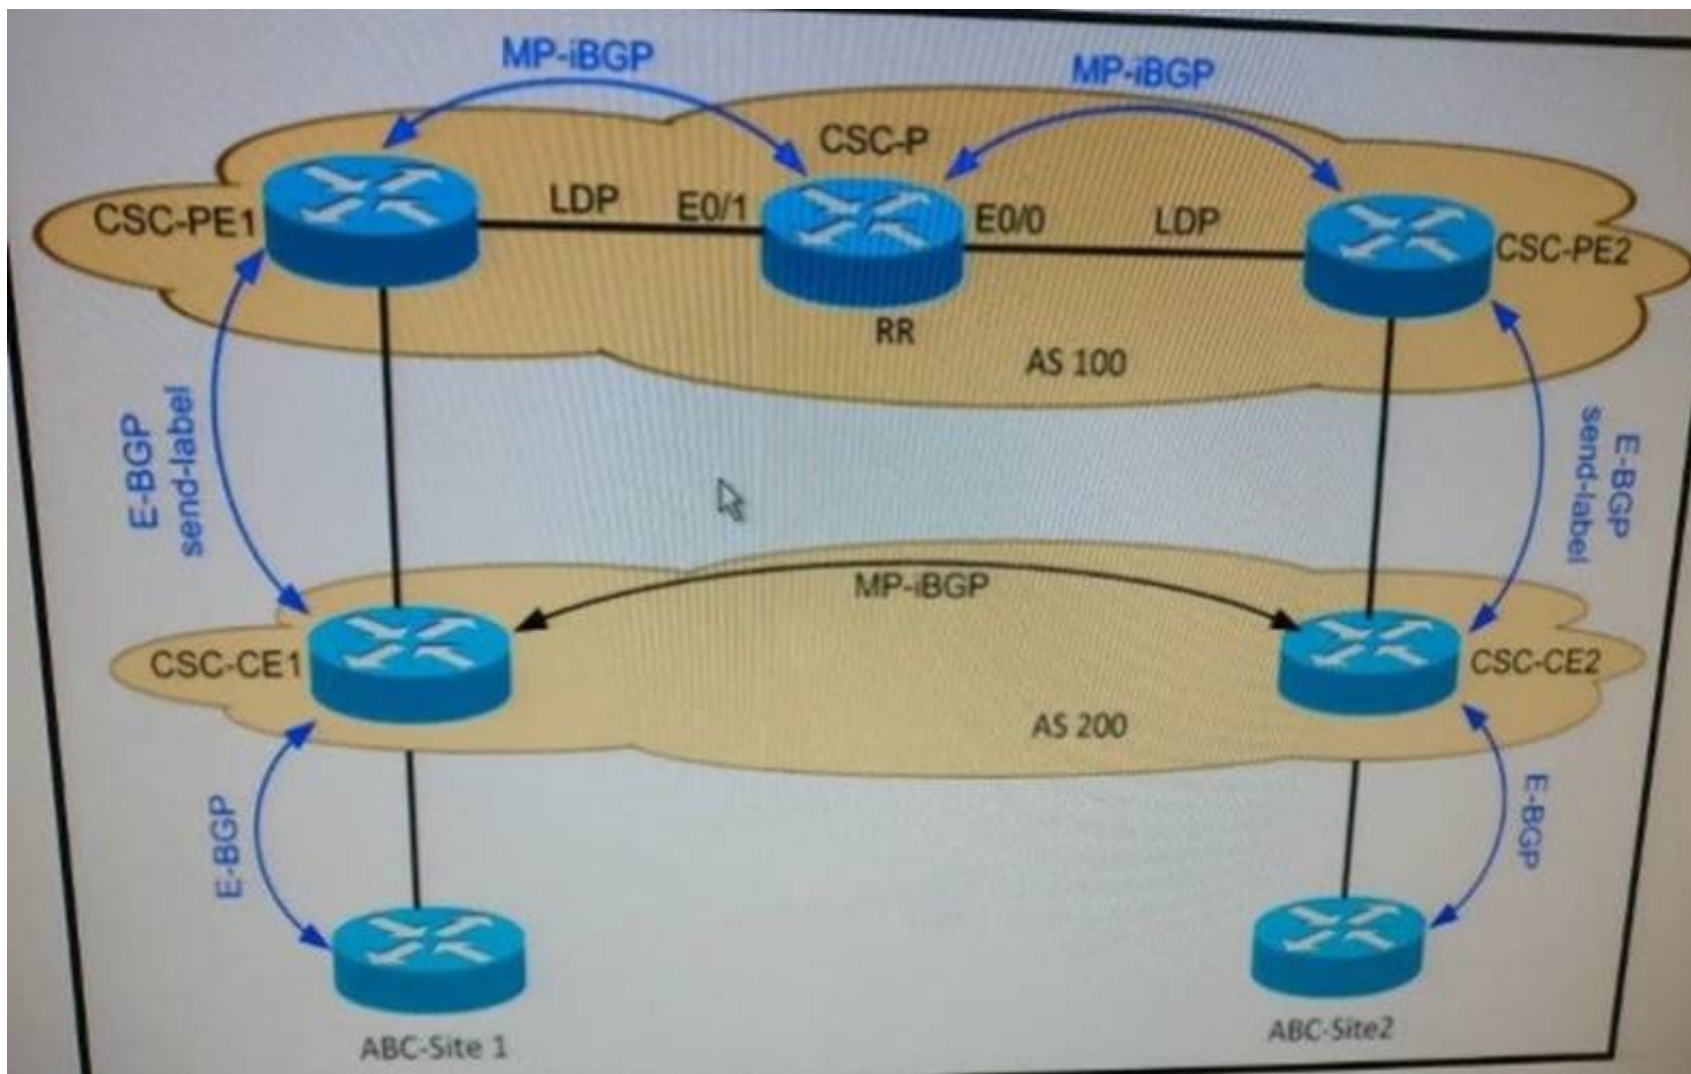 MP-iBGP
MP-iBGP
CSC-P
CSC-PE1
LDP
E0/1
E0/0
LDP
CSC-PE2
RR
AS 100
E-BGP
send-label
E-BGP
send-label
MP-iBGP
CSC-CE1
CSC-CE2
AS 200
E-BGP
E-BGP
ABC-Site 1
ABC-Site2